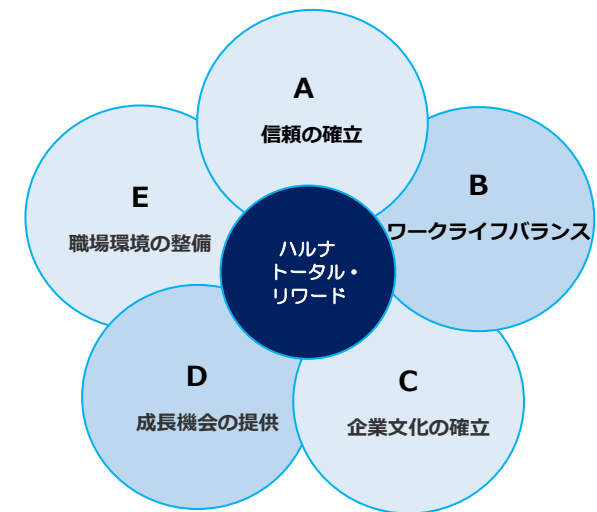 A
信頼の確立
B
ワークライフバランス
C
企業文化の確立
D
成長機会の提供
E
職場環境の整備
ハルナ
トータル・
リワード